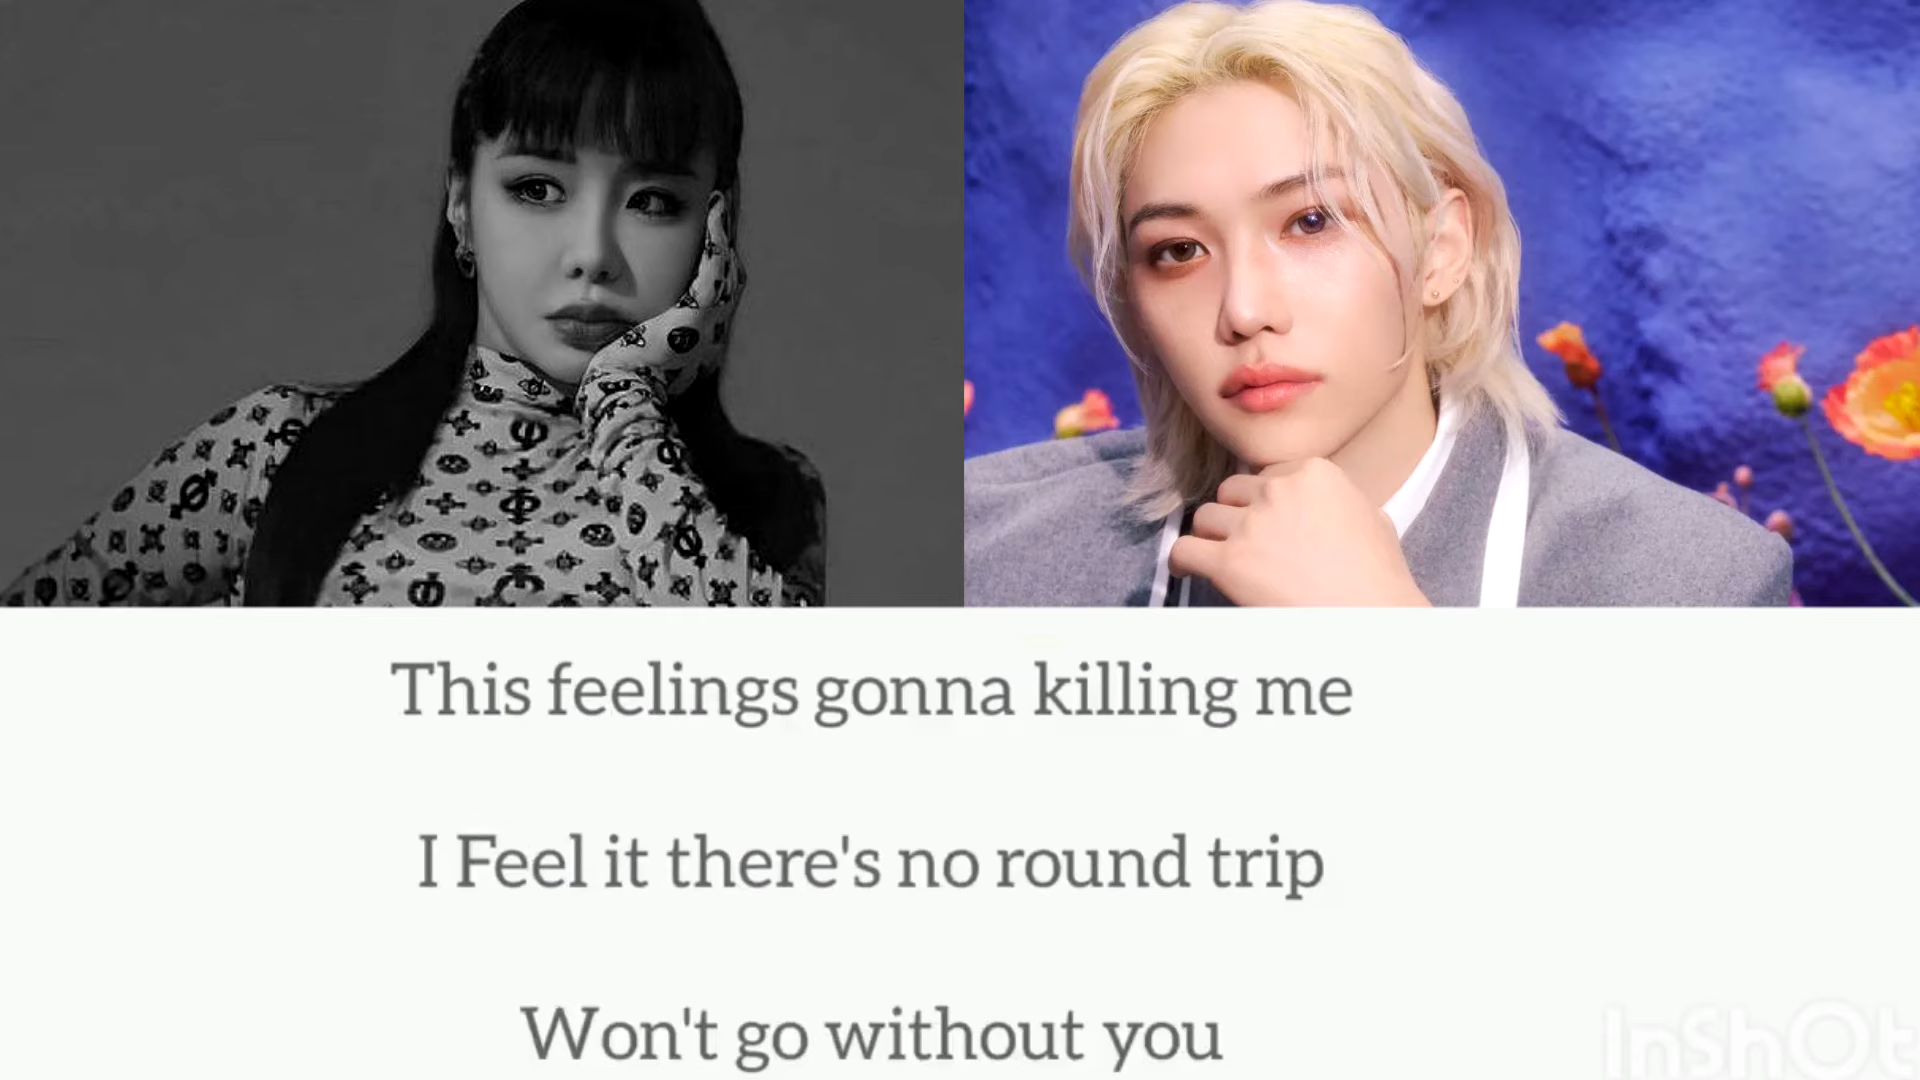 This feelings gonna killing me
I Feel it there's no round trip
Won't go without you
InShOt